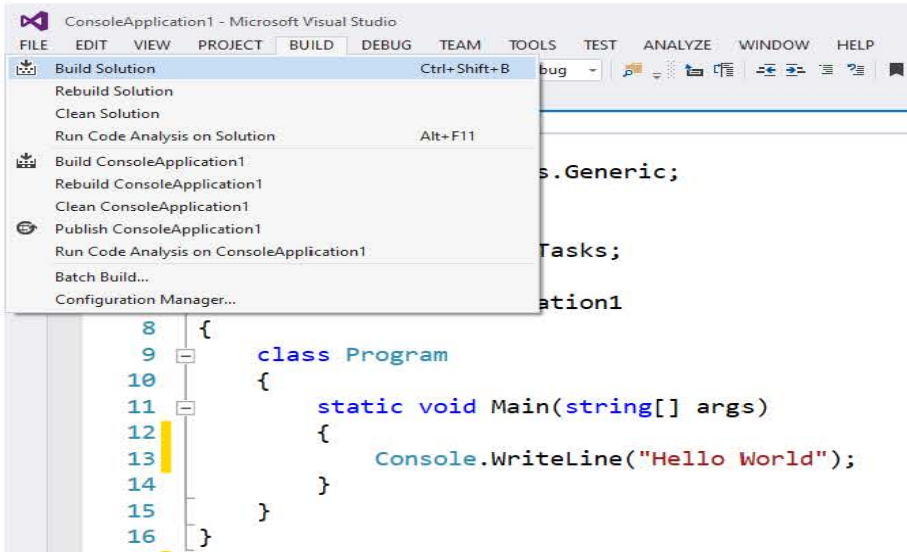 ConsoleApplication1 - Microsoft Visual Studio
FILE EDIT VIEW PROJECT BUILD DEBUG TEAM TOOLS TEST ANALYZE WINDOW HELP
Build Solution Ctrl+Shift+B bug
Rebuild Solution
Clean Solution
Run Code Analysis on Solution Alt+F11
Build ConsoleApplication1
s.Generic;
Rebuild ConsoleApplication1
Clean ConsoleApplication1
Publish ConsoleApplication1
Run Code Analysis on ConsoleApplication1
Tasks;
Batch Build...
Configuration Manager...
ation1
8 {
9 class Program
10 {
11 static void Main(string[] args)
12 {
13 Console.WriteLine("Hello World");
14 }
15 }
16 }